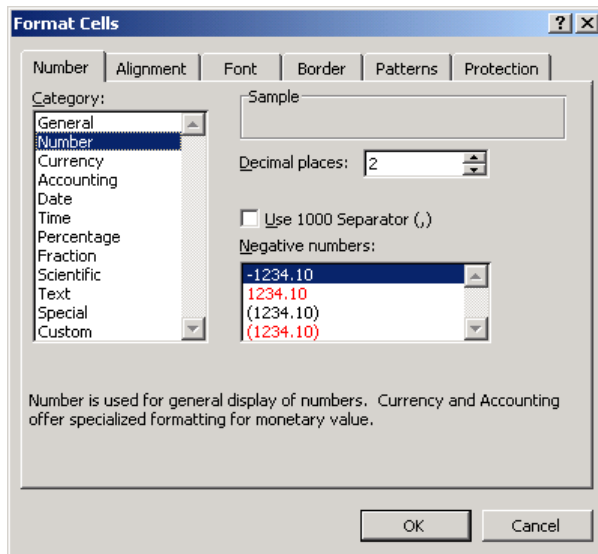 Format Cells
Number Alignment Font Border Patterns Protection
Category:
General
Number
Currency
Accounting
Date
Time
Percentage
Fraction
Scientific
Text
Special
Custom
Sample
Decimal places: 2
Use 1000 Separator (,)
Negative numbers:
-1234.10
1234.10
(1234.10)
(1234.10)
Number is used for general display of numbers. Currency and Accounting
offer specialized formatting for monetary value.
OK Cancel